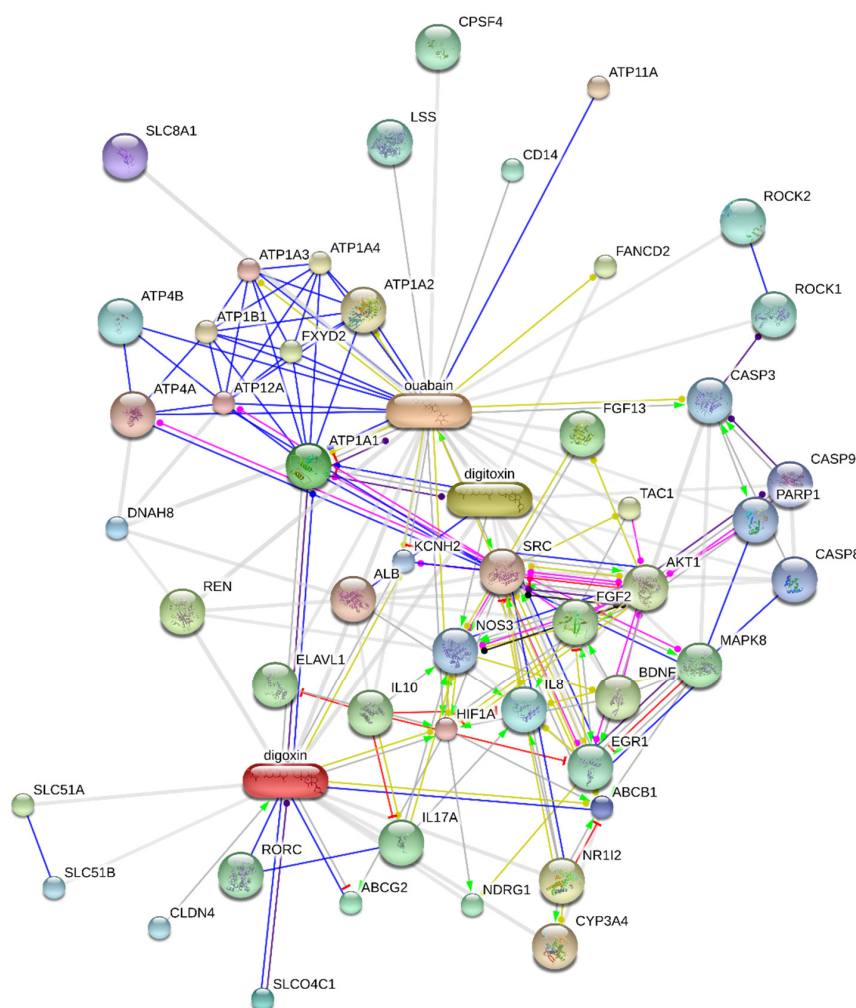 CPSF4
ATP11A
LSS
SLC8A1
CD14
ROCK2
ATP1A3
ATP1A4
FANCD2
ATP1A2
ROCK1
ATP4B
ATP1B1
FXYD2
ouabain
CASP3
ATP4A
ATP12A
FGF13
ATP1A1
CASP9
digitoxin
PARP1
TAC1
DNAH8
KCNH2
SRC
AKT1
CASP8
REN
ALB
FGF2
NOS3
MAPK8
ELAVL1
BDNF
IL10
IL8
HIF1A
EGR1
digoxin
SLC51A
ABCB1
IL17A
RORC
NR1I2
SLC51B
ABCG2
NDRG1
CLDN4
CYP3A4
SLCO4C1